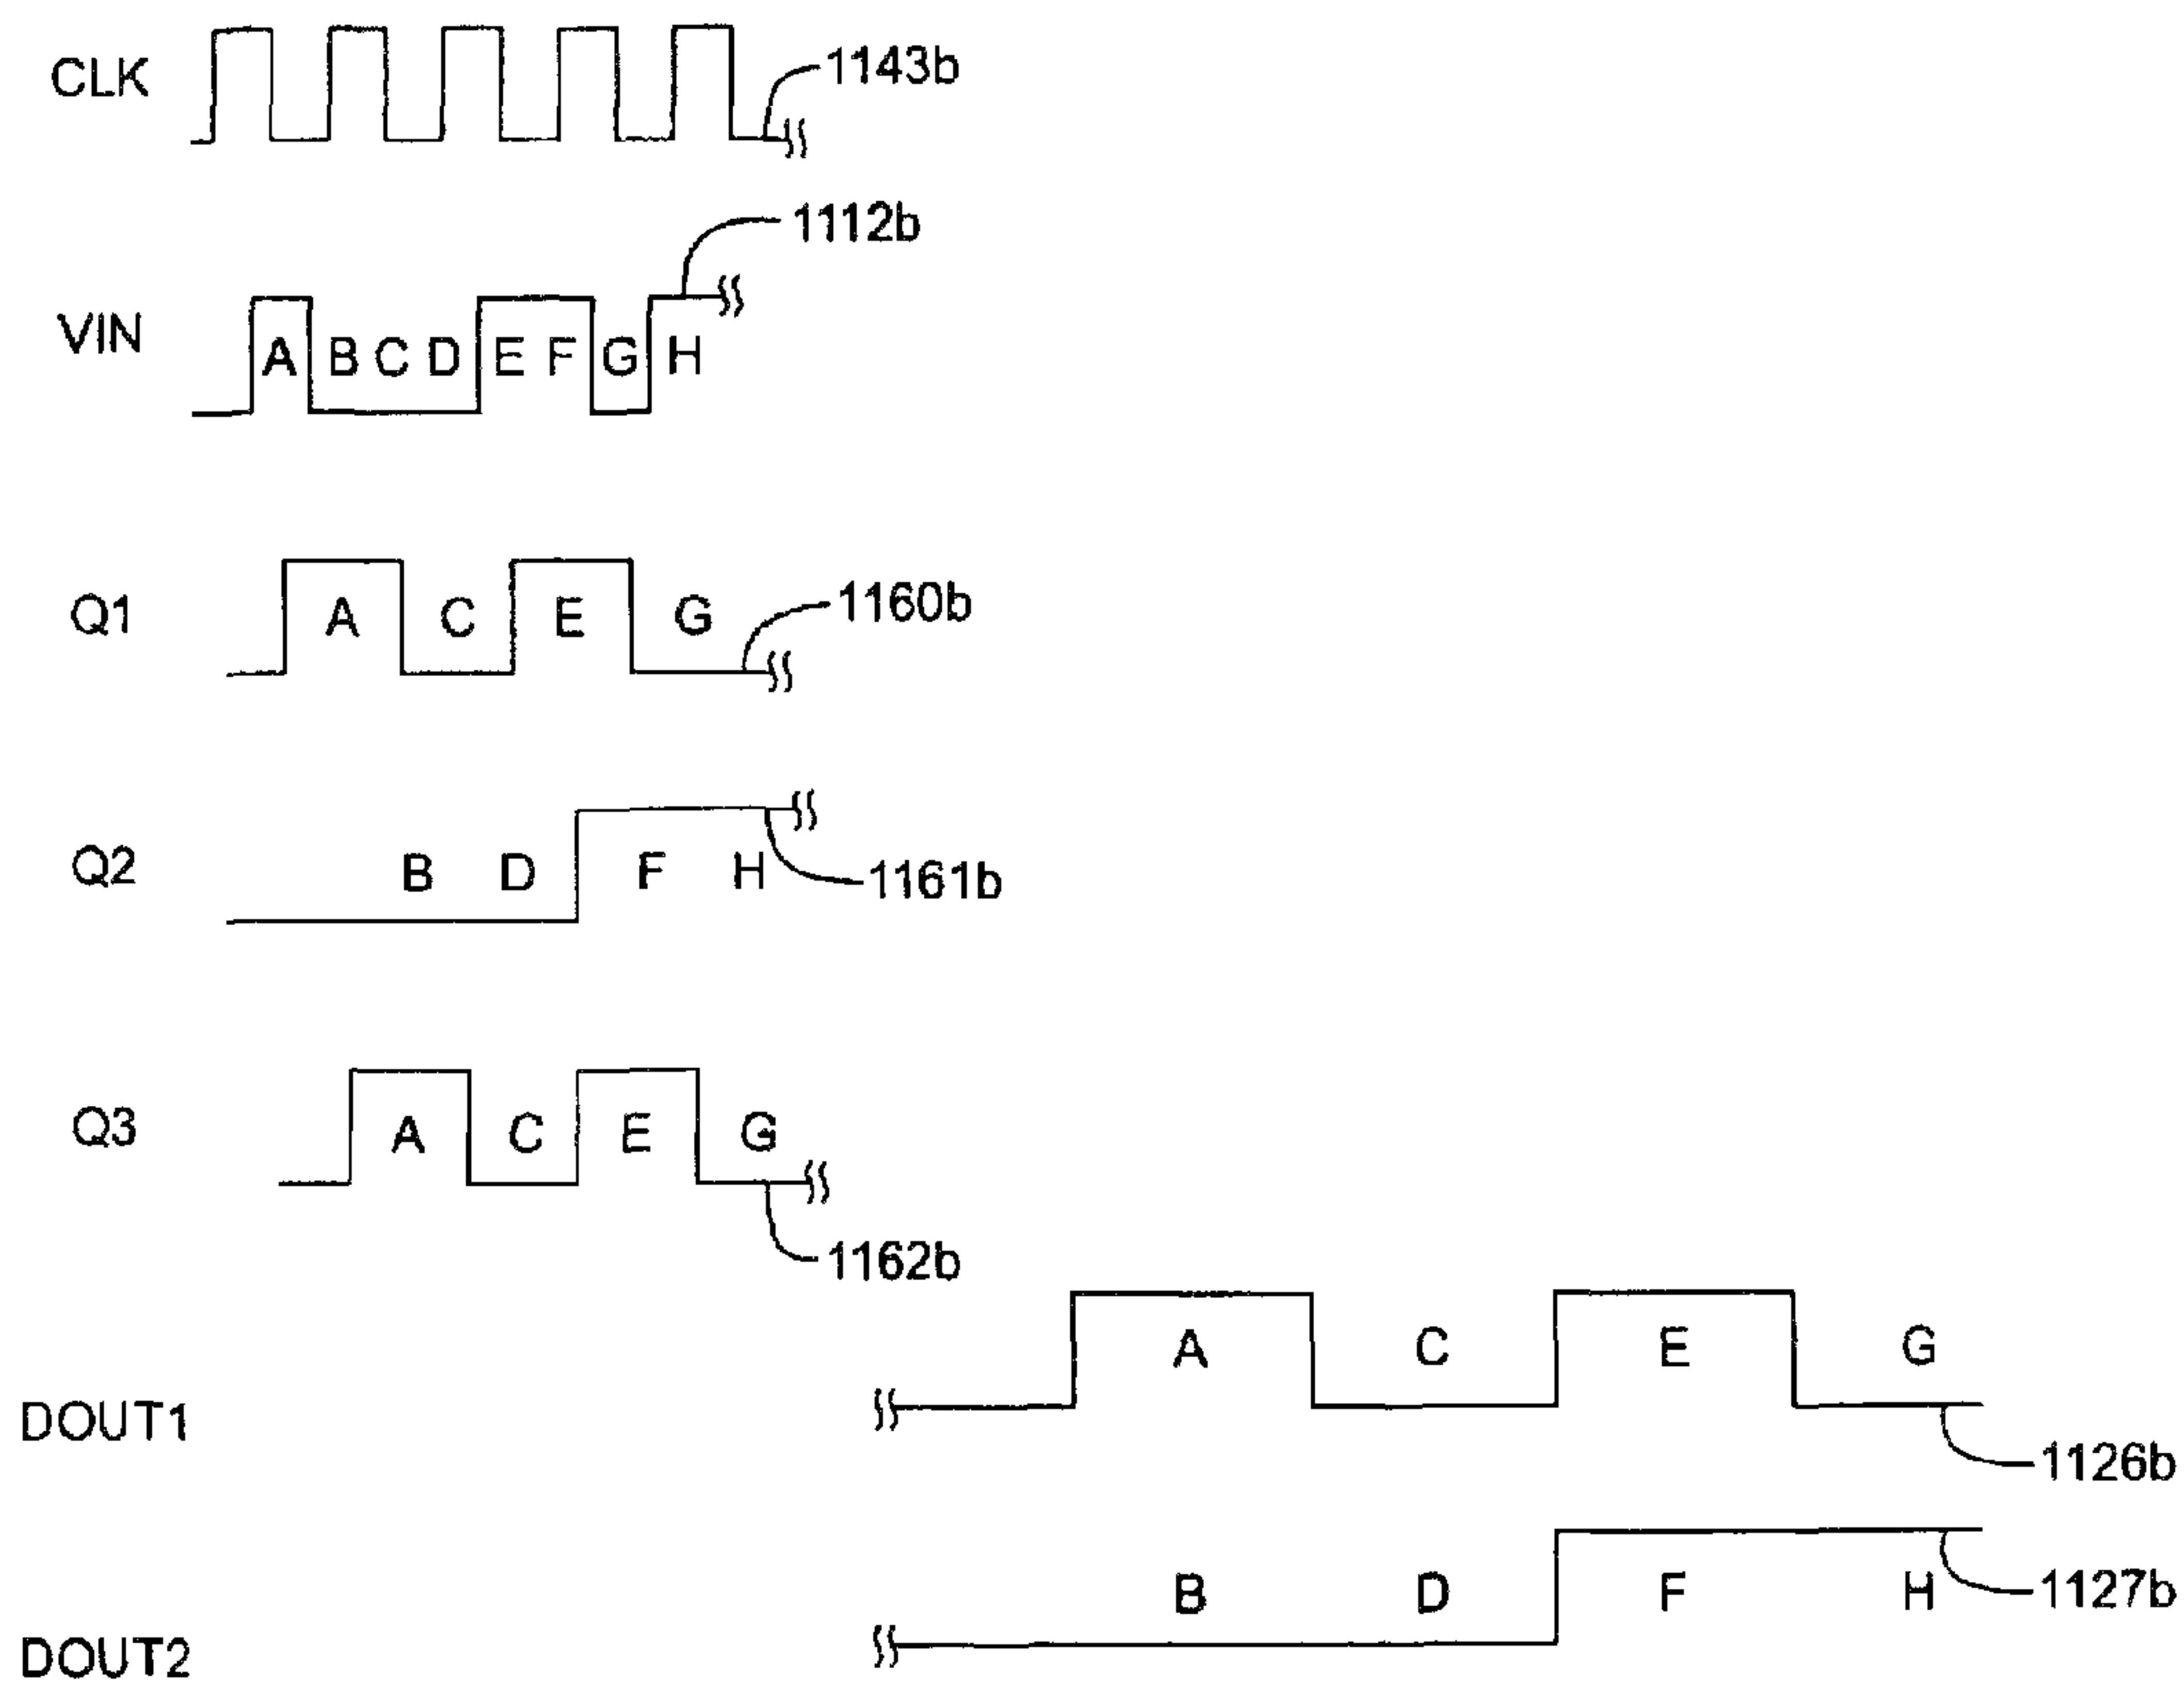 CLK 1143b
1112b
VIN A B C D E F G H
Q1 A C E G 1160b
Q2 B D F H 1161b
Q3 A C E G
1162b
A C E G
DOUT1 1126b
B D F H 1127b
DOUT2